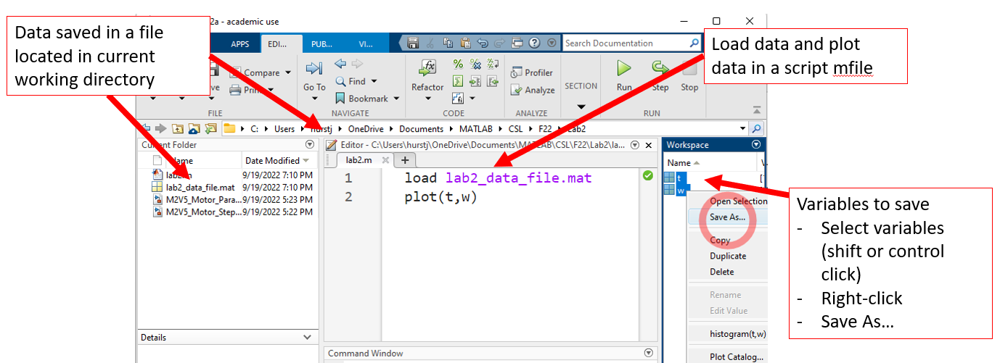 Data saved in a file
located in current
working directory
2a - academic use
Load data and plot
data in a script mfile
APPS
EDI...
PUB...
VI...
Search Documentation
Compare
Print
Go To
Find
Bookmark
Refactor
Profiler
Analyze
SECTION
Run
Step
Stop
FILE
NAVIGATE
CODE
ANALYZE
RUN
C: Users hurstj OneDrive Documents MATLAB CSL F22 Lab2
Current Folder
Editor - C:\Users\hurstj\OneDrive\Documents\MATLAB\CSL\F22\Lab2\la...
Workspace
Name
Date Modified
lab2.m
+
Name
lab2.m
9/19/2022 7:10 PM
lab2_data_file.mat
9/19/2022 7:10 PM
M2V5_Motor_Para...
9/19/2022 5:23 PM
M2V5_Motor_Step...
9/19/2022 5:22 PM
1 load lab2_data_file.mat
2 plot(t,w)
t
w
Open Selection
Save As...
Copy
Duplicate
Delete
Rename
Edit Value
histogram(t,w)
Plot Catalog...
Variables to save
- Select variables
(shift or control
click)
- Right-click
- Save As...
Details
Command Window